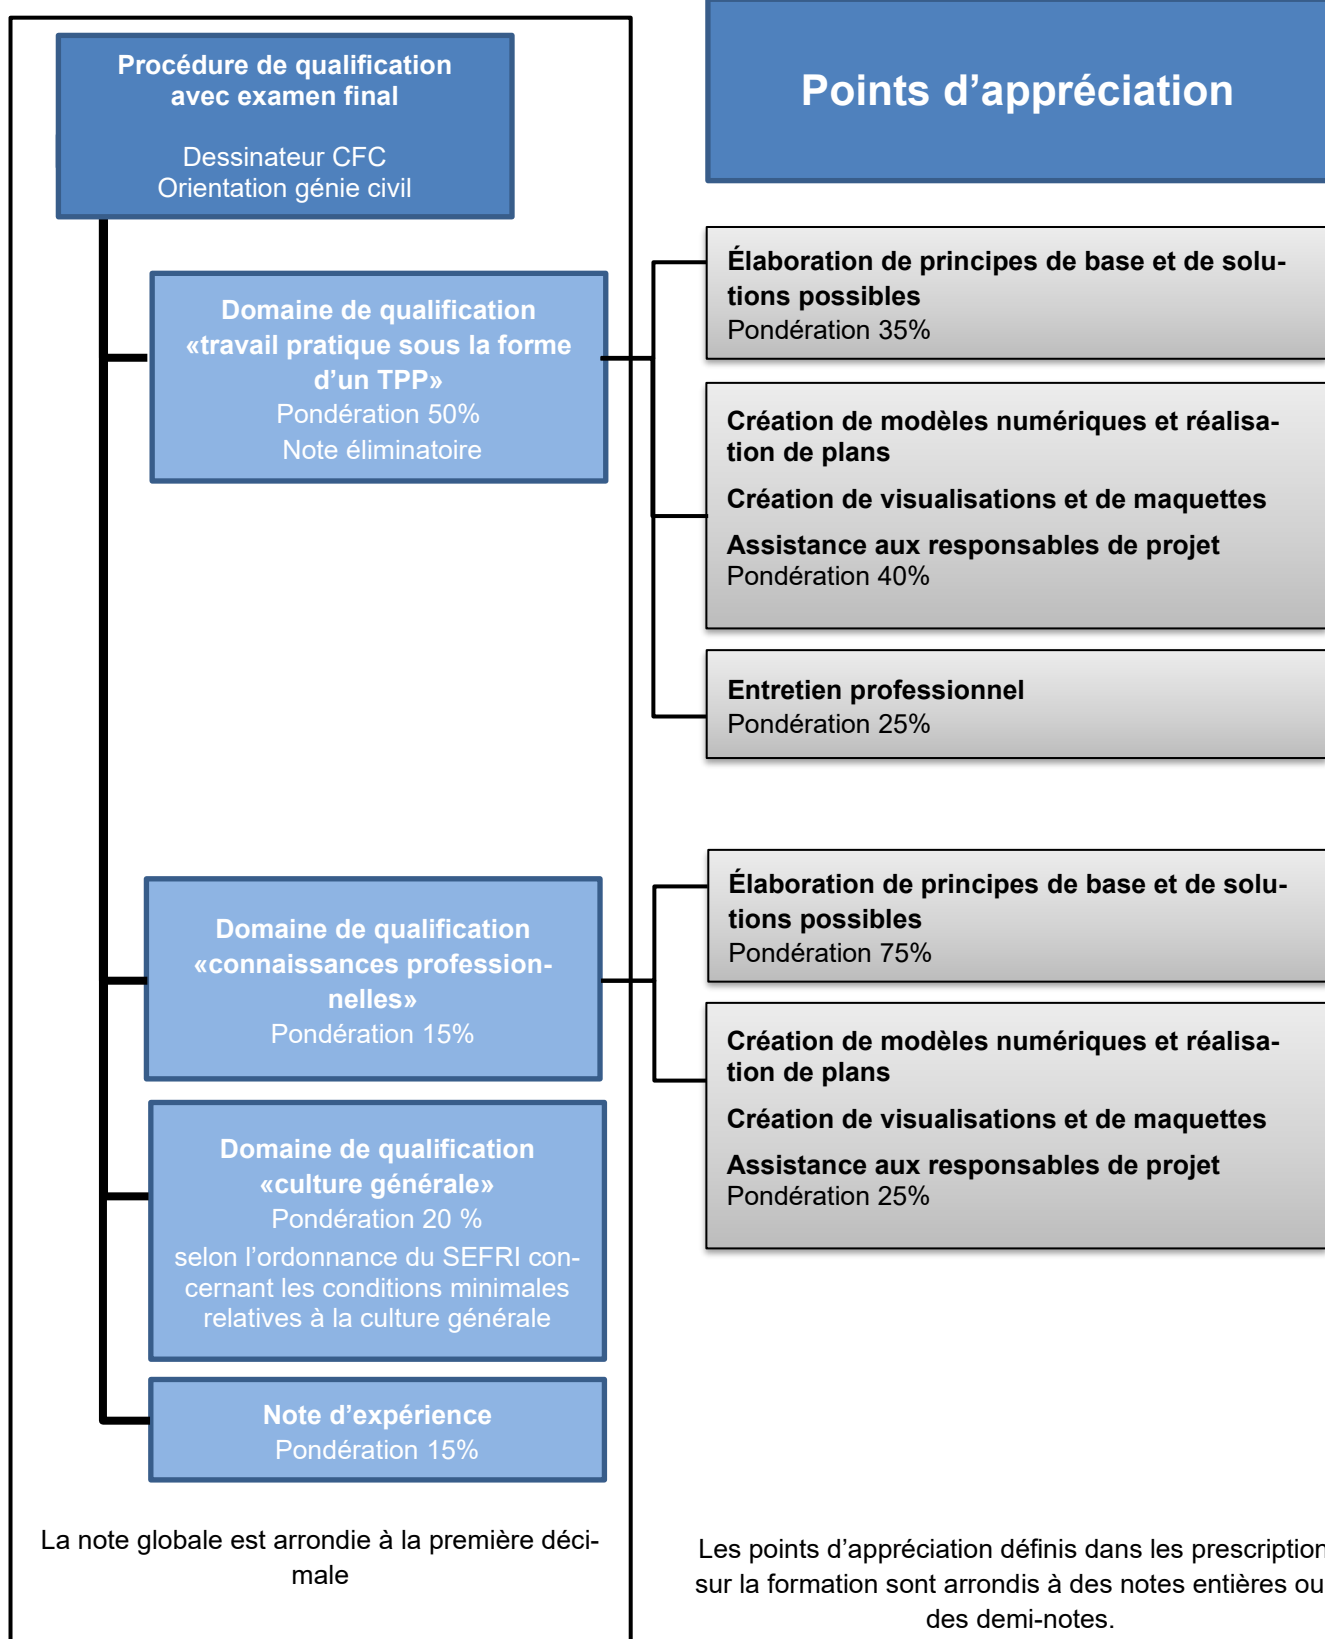 Procédure de qualification
avec examen final
Dessinateur CFC
Orientation génie civil
Points d'appréciation
Domaine de qualification
«travail pratique sous la forme
d'un TPP»
Pondération 50%
Note éliminatoire
Élaboration de principes de base et de solu-
tions possibles
Pondération 35%
Création de modèles numériques et réalisa-
tion de plans
Création de visualisations et de maquettes
Assistance aux responsables de projet
Pondération 40%
Entretien professionnel
Pondération 25%
Domaine de qualification
«connaissances profession-
nelles»
Pondération 15%
Élaboration de principes de base et de solu-
tions possibles
Pondération 75%
Création de modèles numériques et réalisa-
tion de plans
Création de visualisations et de maquettes
Assistance aux responsables de projet
Pondération 25%
Domaine de qualification
«culture générale»
Pondération 20 %
selon l'ordonnance du SEFRI con-
cernant les conditions minimales
relatives à la culture générale
Note d'expérience
Pondération 15%
La note globale est arrondie à la première déci-
male
Les points d'appréciation définis dans les prescription
sur la formation sont arrondis à des notes entières ou
des demi-notes.